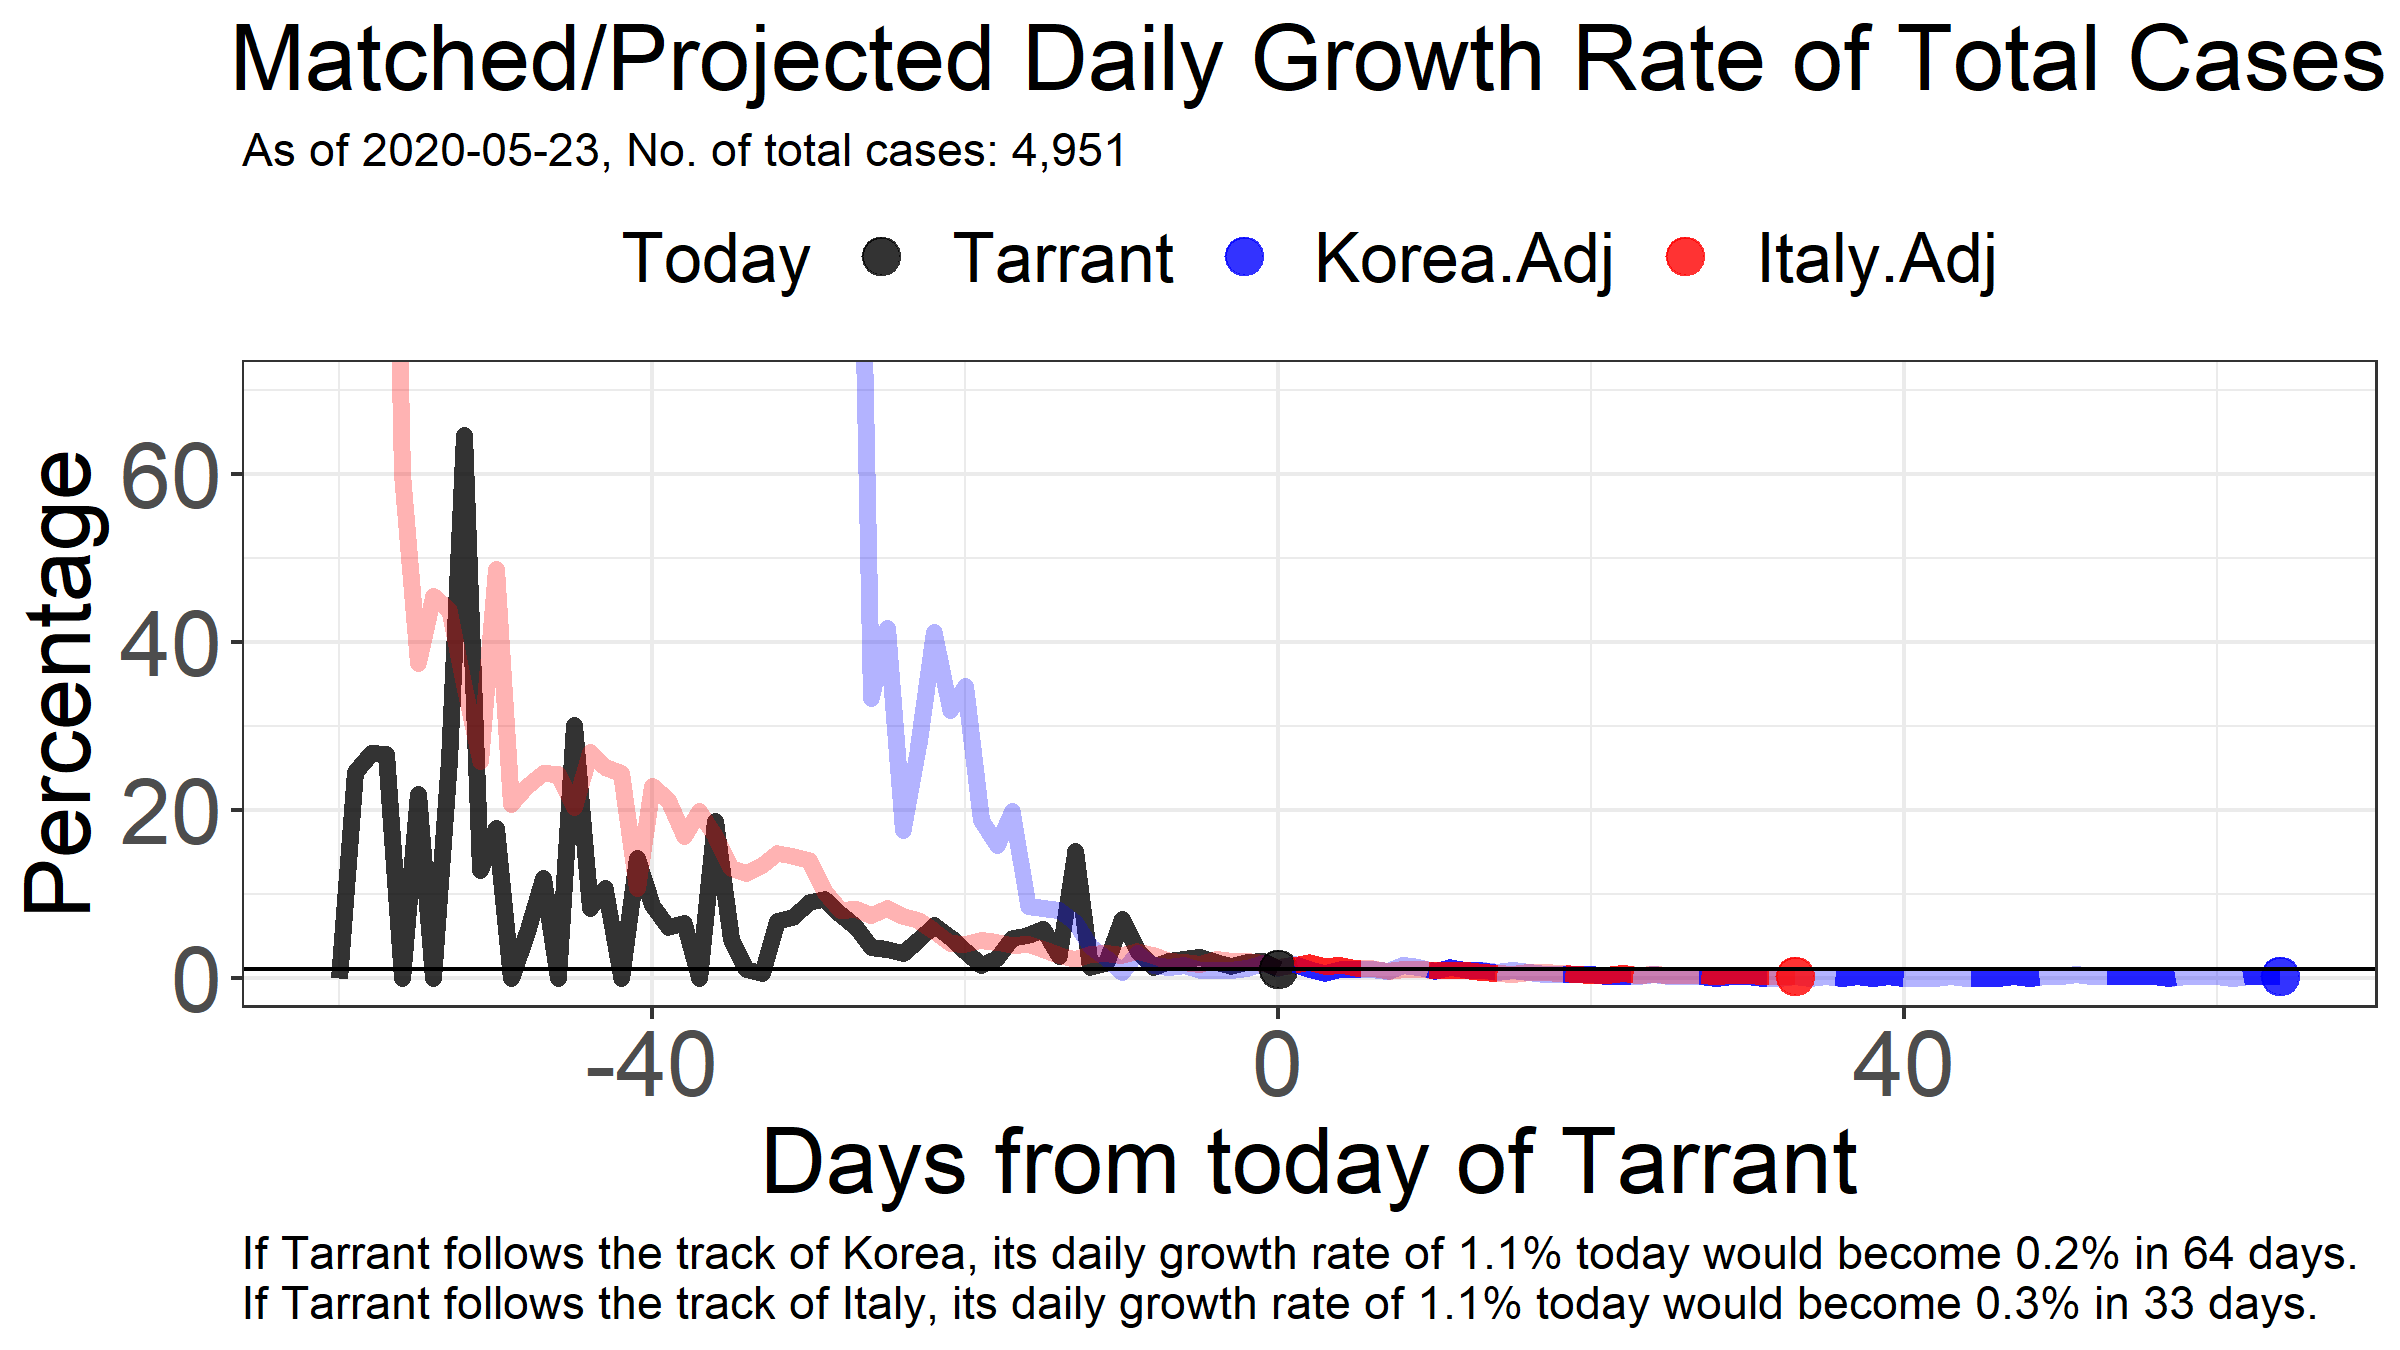 Matched/Projected Daily Growth Rate of Total Cases
As of 2020-05-23, No. of total cases: 4,951
Today Tarrant Korea.Adj Italy.Adj
Percentage
60
40
20
0
-40 0 40
Days from today of Tarrant
If Tarrant follows the track of Korea, its daily growth rate of 1.1% today would become 0.2% in 64 days.
If Tarrant follows the track of Italy, its daily growth rate of 1.1% today would become 0.3% in 33 days.